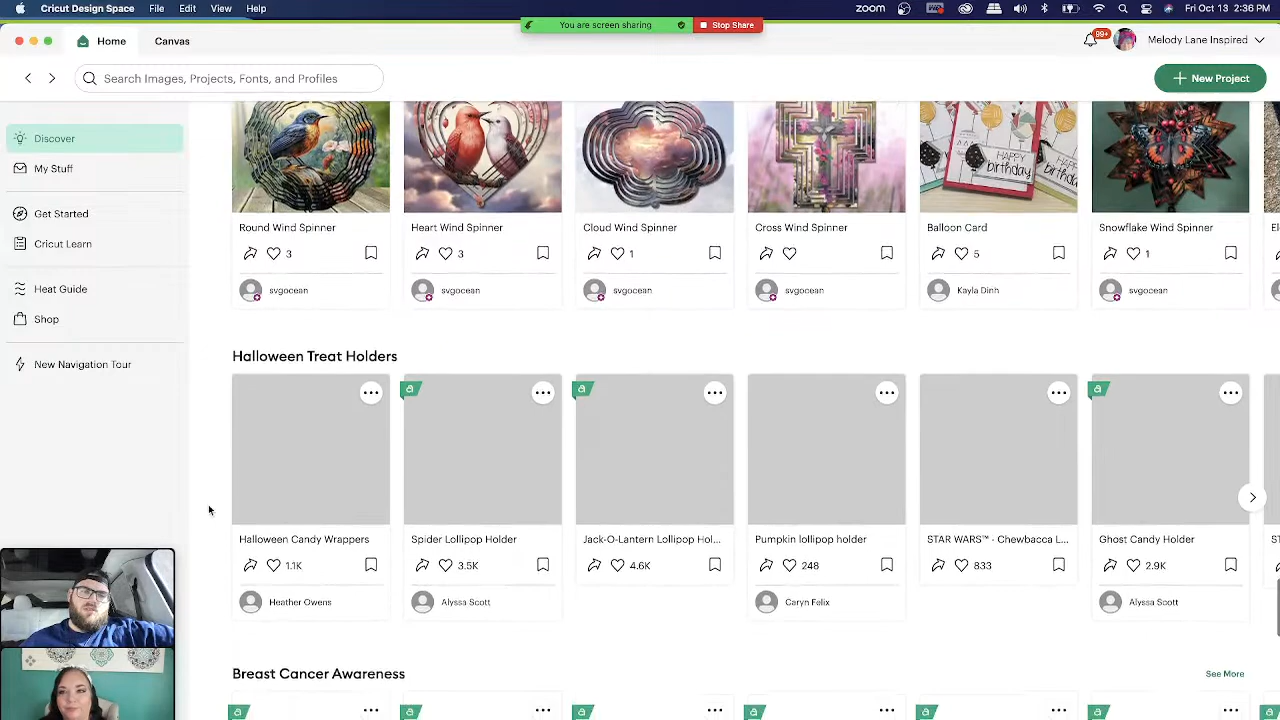 Cricut Design Space File Edit View Help zoom Fri Oct 13 2:36 PM
You are screen sharing Stop Share
Home Canvas 99+ Melody Lane Inspired
Search Images, Projects, Fonts, and Profiles New Project
Discover
My Stuff
Get Started
Cricut Learn
Heat Guide
Shop
New Navigation Tour
HAPPY birthday
Round Wind Spinner Heart Wind Spinner Cloud Wind Spinner Cross Wind Spinner Balloon Card Snowflake Wind Spinner
3 3 1 5 1
svgocean svgocean svgocean svgocean Kayla Dinh svgocean
Halloween Treat Holders
Halloween Candy Wrappers Spider Lollipop Holder Jack-O-Lantern Lollipop Hol... Pumpkin lollipop holder STAR WARS™ - Chewbacca L... Ghost Candy Holder
1.1K 3.5K 4.6K 248 833 2.9K
Heather Owens Alyssa Scott Caryn Felix Alyssa Scott
Breast Cancer Awareness See More